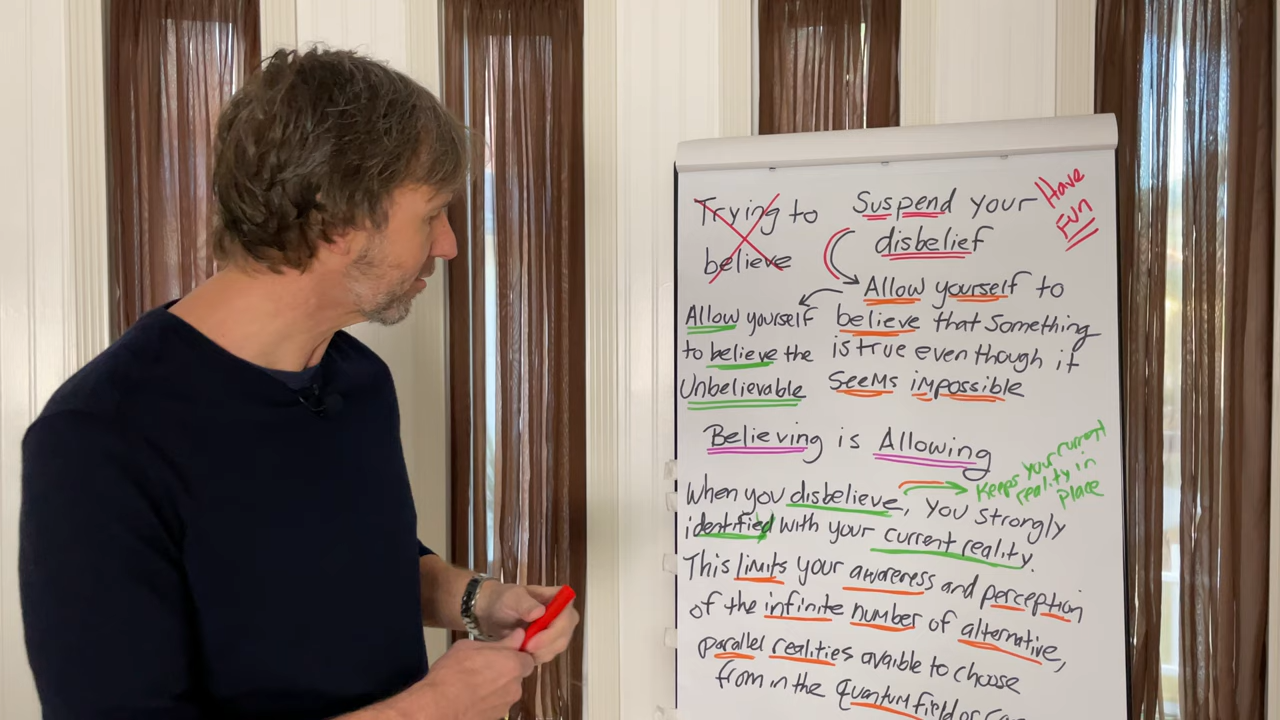 Trying to
believe
Suspend your
disbelief
Have
Fun
Allow yourself to
believe that something
is true even though it
seems impossible
Allow yourself
to believe the
Unbelievable
Believing is Allowing
When you disbelieve, you strongly
identified with your current reality.
Keeps your current
reality in
place
This limits your awareness and perception
of the infinite number of alternative,
parallel realities avaible to choose
from in the quantum field or